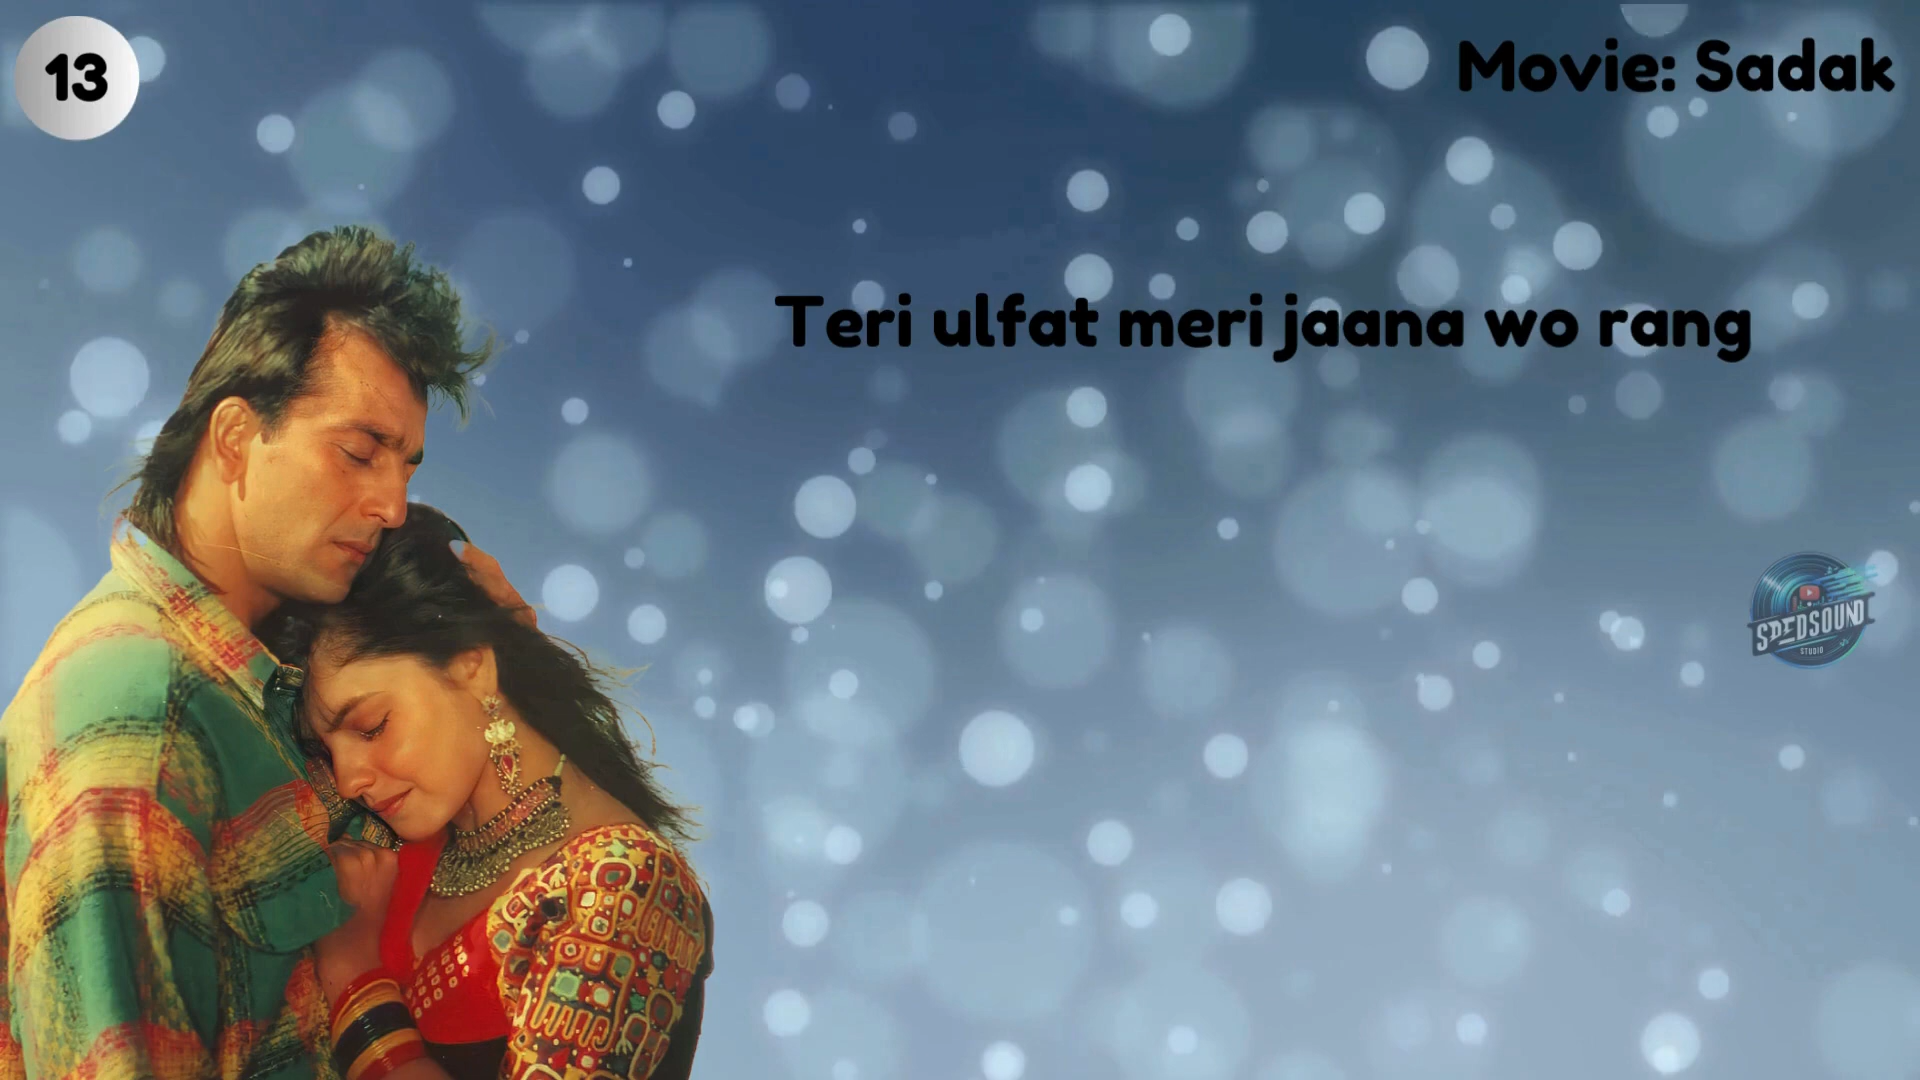 13
Movie: Sadak
Teri ulfat meri jaana wo rang
SPEDSOUND
STUDIO